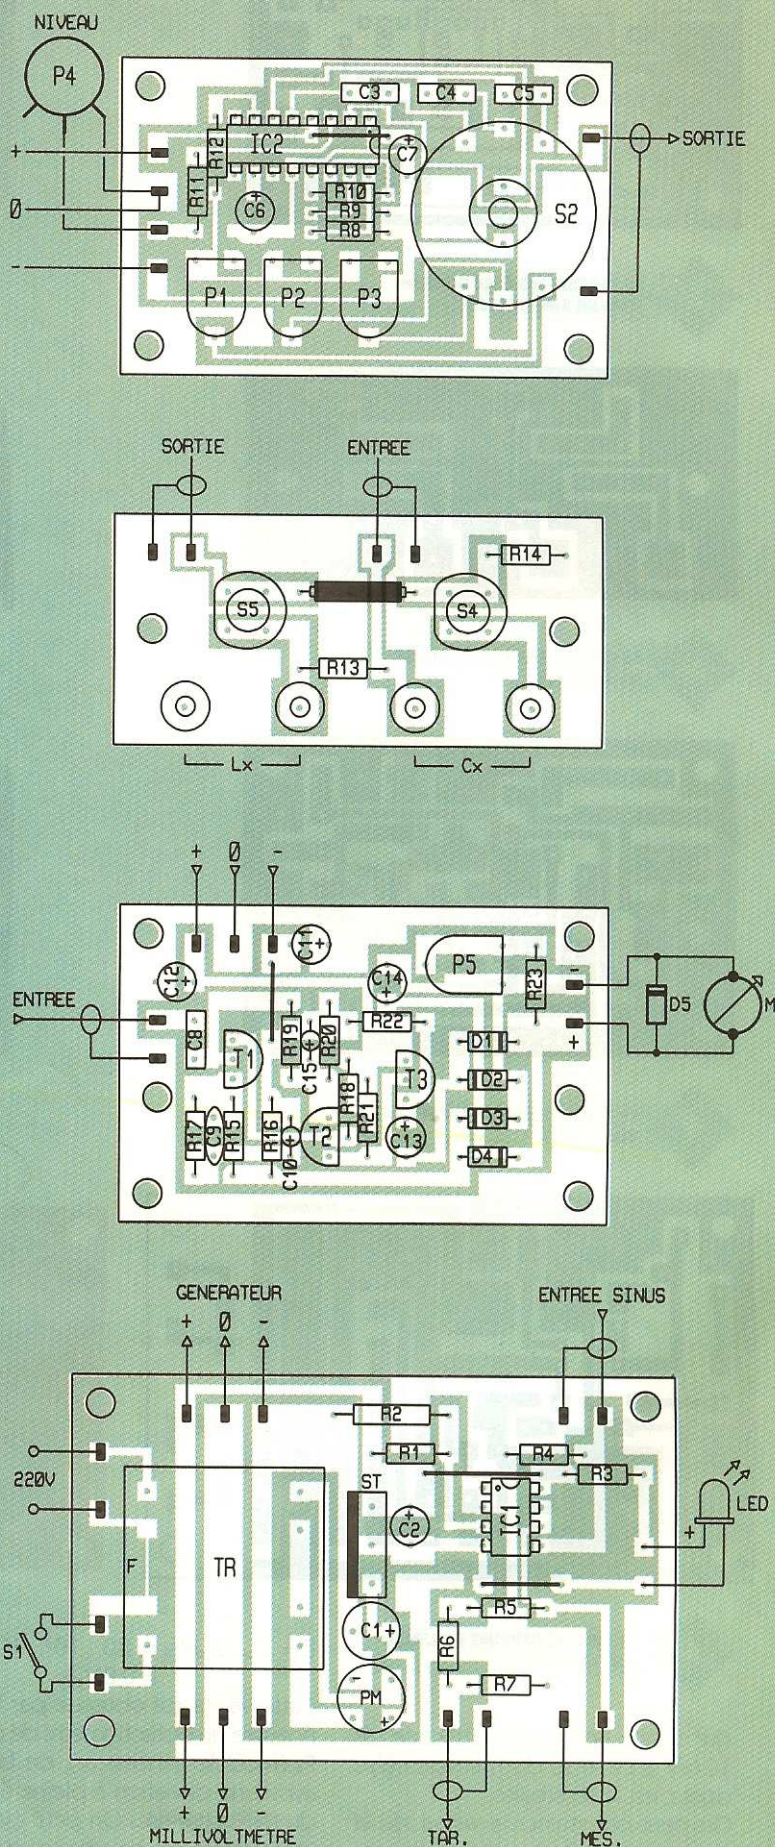 NIVEAU
P4
C3 C4 C5
+
IC2
R12
C7
+
SORTIE
R11
R10
Ø
+
C6
R9
S2
R8
-
P1 P2 P3
SORTIE ENTREE
R14
S5 S4
R13
Lx Cx
+ Ø -
C11
+
P5
C12
+
C14
+
R23
-
D5
M
ENTREE
C8
R19
R20
R22
+
T1
C15
+
D1
T3
D2
R18
R21
R17
C9
R15
R16
C10
+
T2
+
C13
D3
D4
GENERATEUR
ENTREE SINUS
+ Ø -
R2
R1 R4
R3
220V
ST
LED
+
C2
IC1
+
F
TR
R5
S1
C1+
R6
R7
-
PM
+
+ Ø -
MILLIVOLTMETRE
TAR. MES.